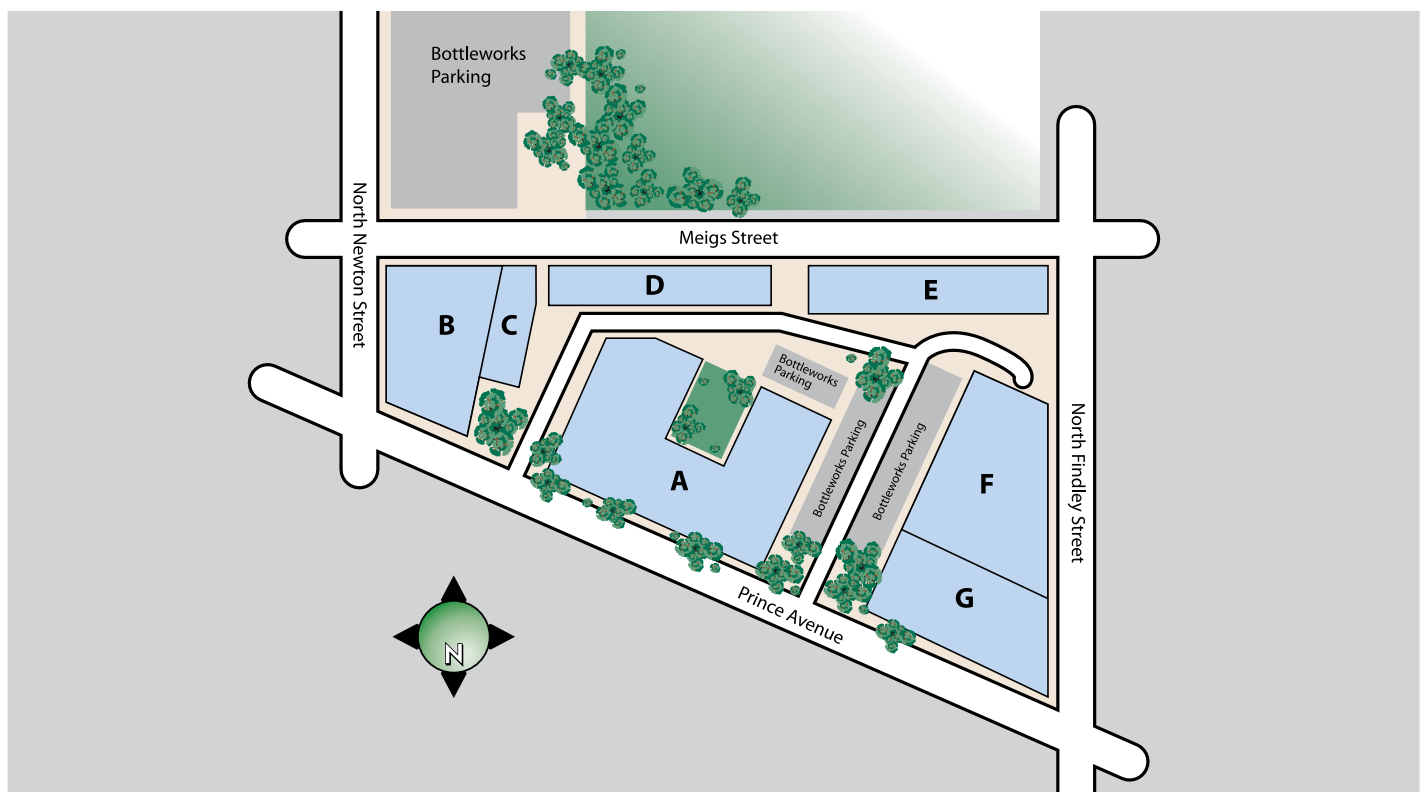 Bottleworks
Parking
North Newton Street
Meigs Street
D
E
B
C
Bottleworks
Parking
Bottleworks Parking
Bottleworks Parking
A
F
North Findley Street
G
Prince Avenue
N